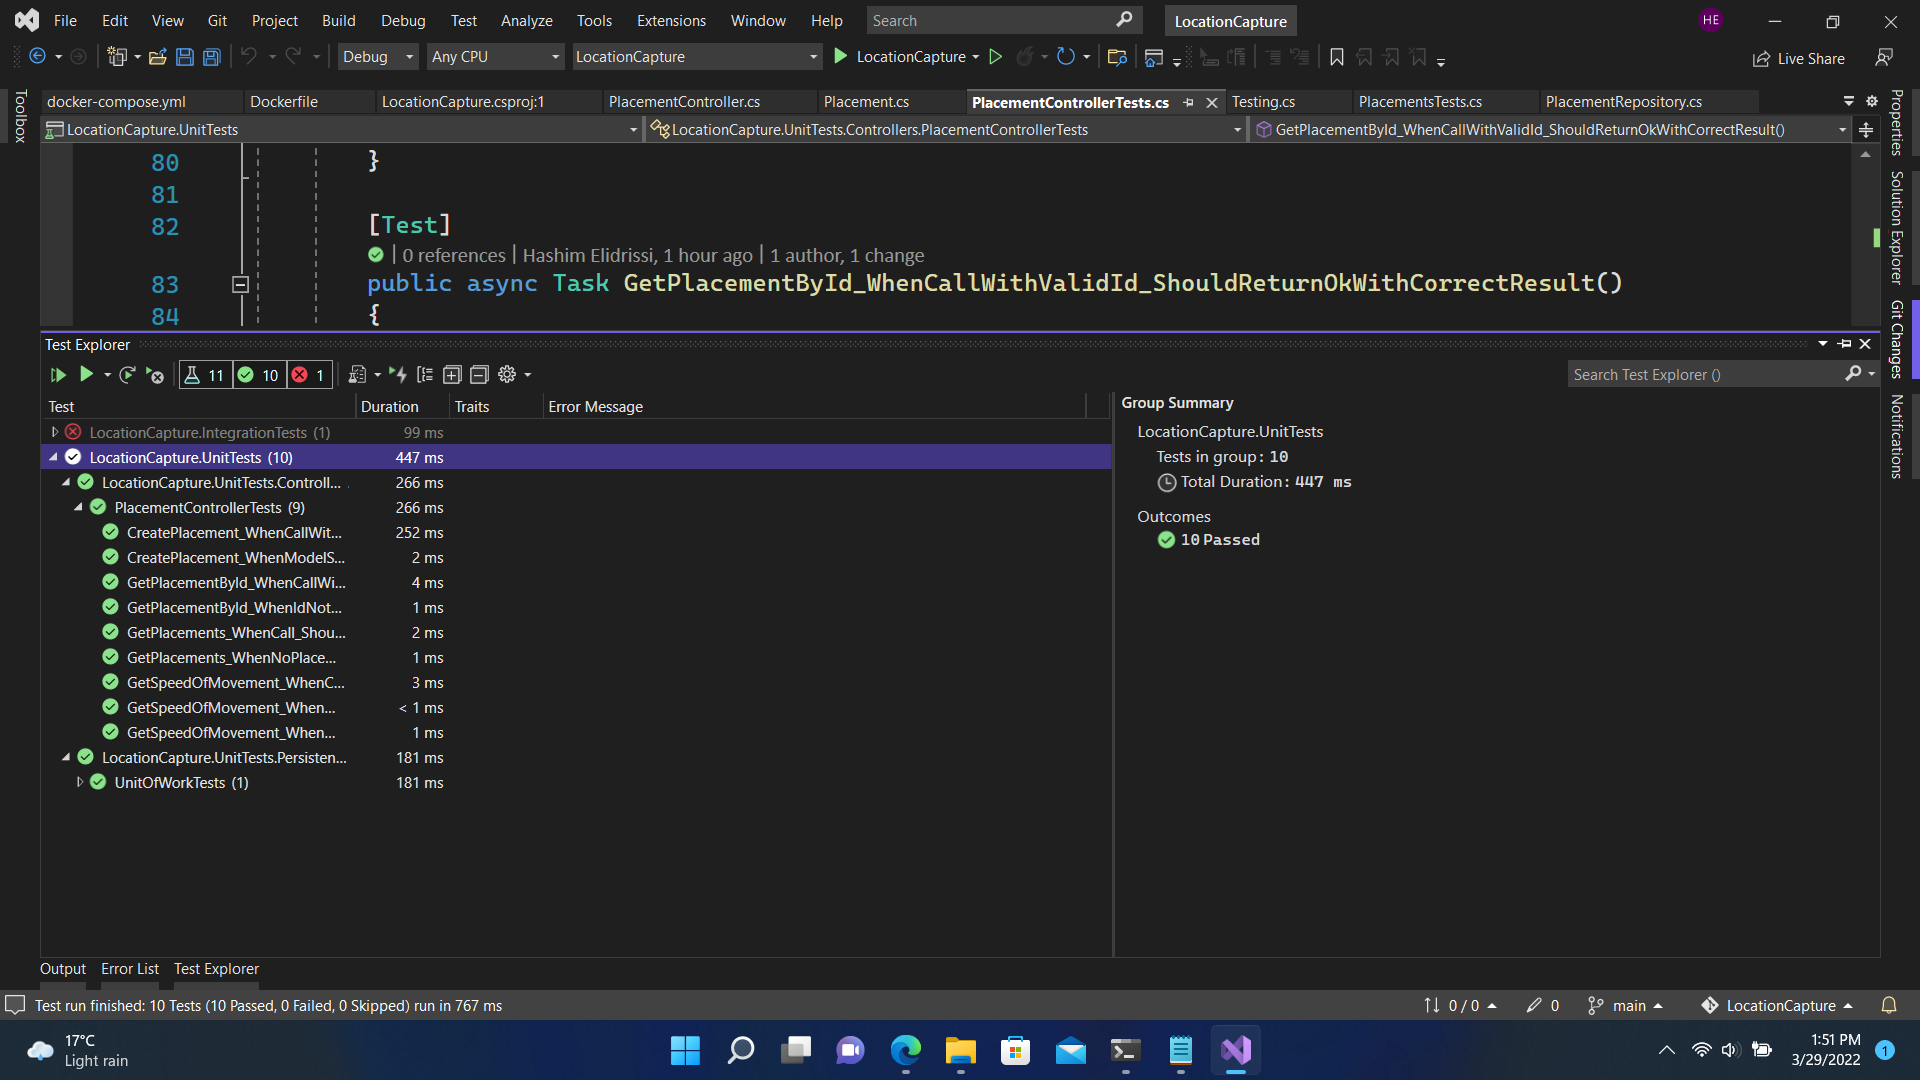 File Edit View Git Project Build Debug Test Analyze Tools Extensions Window Help Search LocationCapture HE
Debug Any CPU LocationCapture LocationCapture Live Share
Toolbox
docker-compose.yml Dockerfile LocationCapture.csproj:1 PlacementController.cs Placement.cs PlacementControllerTests.cs Testing.cs PlacementsTests.cs PlacementRepository.cs
LocationCapture.UnitTests LocationCapture.UnitTests.Controllers.PlacementControllerTests GetPlacementById_WhenCallWithValidId_ShouldReturnOkWithCorrectResult()
80 }
81
82 [Test]
0 references | Hashim Elidrissi, 1 hour ago | 1 author, 1 change
83 public async Task GetPlacementById_WhenCallWithValidId_ShouldReturnOkWithCorrectResult()
84 {
Properties
Solution Explorer
Git Changes
Notifications
Test Explorer
11 10 1 Search Test Explorer ()
Test Duration Traits Error Message
LocationCapture.IntegrationTests (1) 99 ms
LocationCapture.UnitTests (10) 447 ms
LocationCapture.UnitTests.Controll... 266 ms
PlacementControllerTests (9) 266 ms
CreatePlacement_WhenCallWit... 252 ms
CreatePlacement_WhenModelS... 2 ms
GetPlacementById_WhenCallWi... 4 ms
GetPlacementById_WhenIdNot... 1 ms
GetPlacements_WhenCall_Shou... 2 ms
GetPlacements_WhenNoPlace... 1 ms
GetSpeedOfMovement_WhenC... 3 ms
GetSpeedOfMovement_When... < 1 ms
GetSpeedOfMovement_When... 1 ms
LocationCapture.UnitTests.Persisten... 181 ms
UnitOfWorkTests (1) 181 ms
Group Summary
LocationCapture.UnitTests
Tests in group: 10
Total Duration: 447 ms
Outcomes
10 Passed
Output Error List Test Explorer
Test run finished: 10 Tests (10 Passed, 0 Failed, 0 Skipped) run in 767 ms 0 / 0 0 main LocationCapture
17°C
Light rain
1:51 PM
3/29/2022
1